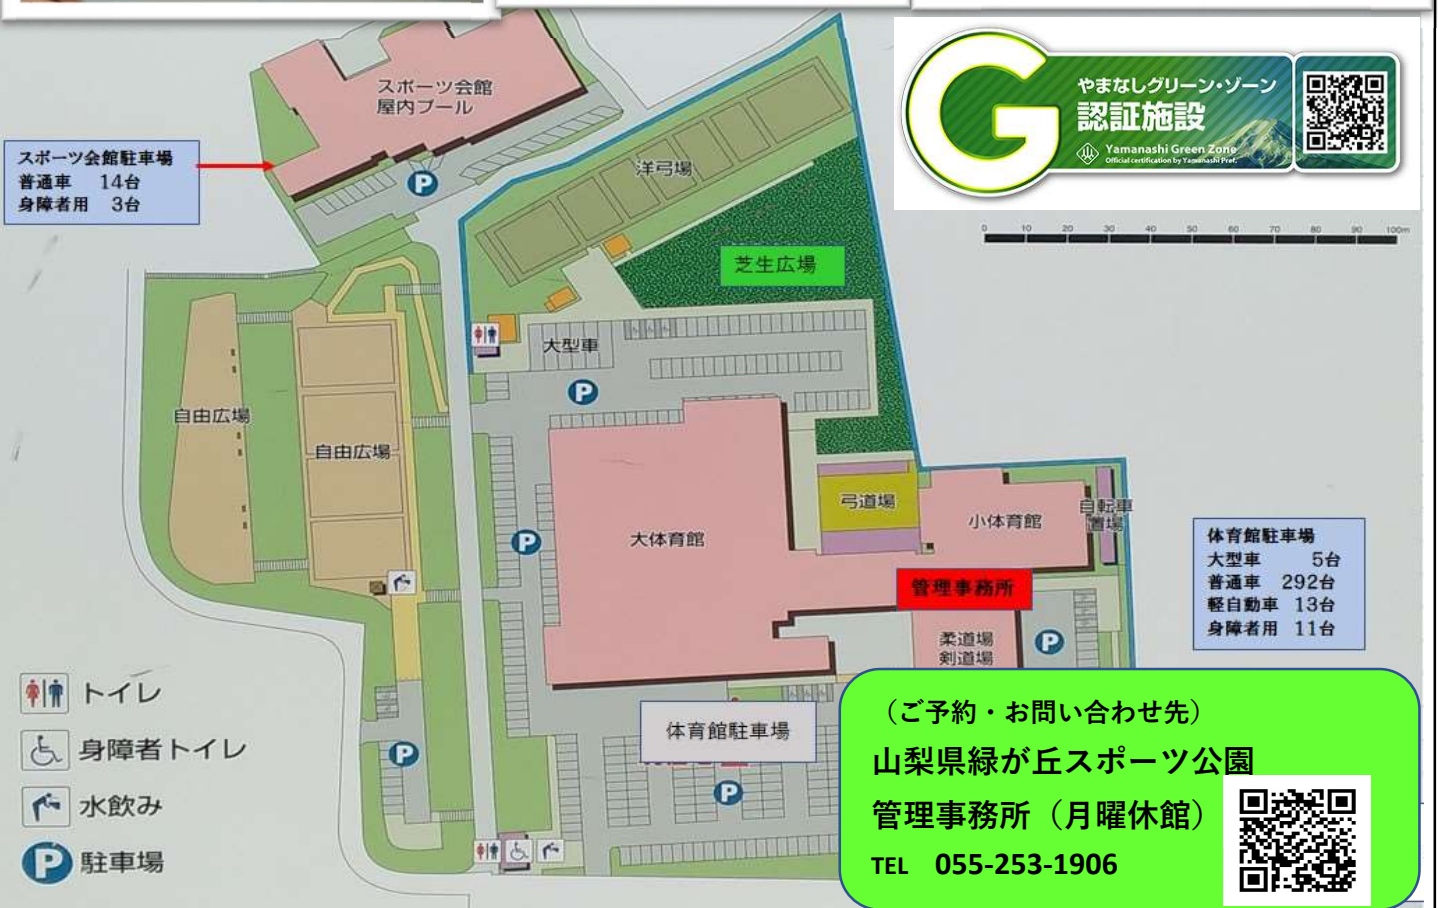 スポーツ会館
屋内プール
スポーツ会館駐車場
普通車 14台
身障者用 3台
P
G
やまなしグリーン・ゾーン
認証施設
Yamanashi Green Zone
Official certification by Yamanashi Pref.
0 10 20 30 40 50 60 70 80 90 100m
洋弓場
芝生広場
大型車
P
自由広場
自由広場
弓道場
小体育館
自転車
置場
大体育館
P
体育館駐車場
大型車 5台
普通車 292台
軽自動車 13台
身障者用 11台
管理事務所
柔道場
剣道場
P
トイレ
身障者トイレ
水飲み
P 駐車場
P
体育館駐車場
P
(ご予約・お問い合わせ先)
山梨県緑が丘スポーツ公園
管理事務所(月曜休館)
TEL 055-253-1906